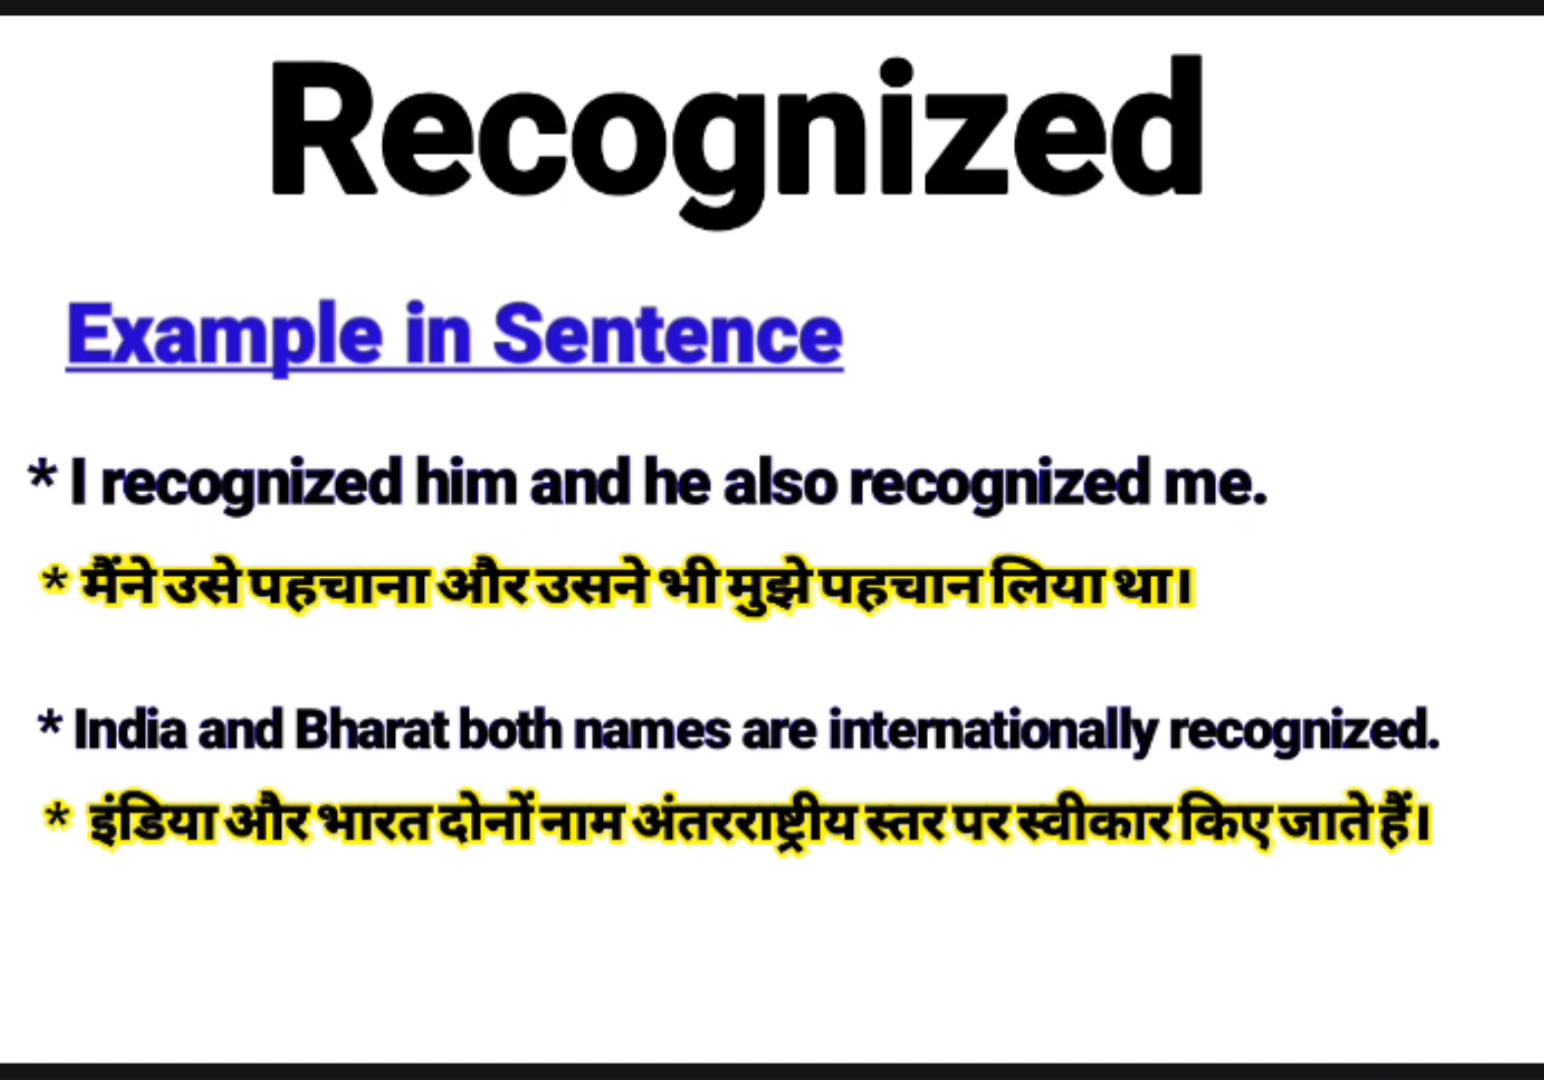 Recognized
Example in Sentence
* I recognized him and he also recognized me.
* मैंने उसे पहचाना और उसने भी मुझे पहचान लिया था।
* India and Bharat both names are internationally recognized.
* इंडिया और भारत दोनों नाम अंतरराष्ट्रीय स्तर पर स्वीकार किए जाते हैं।